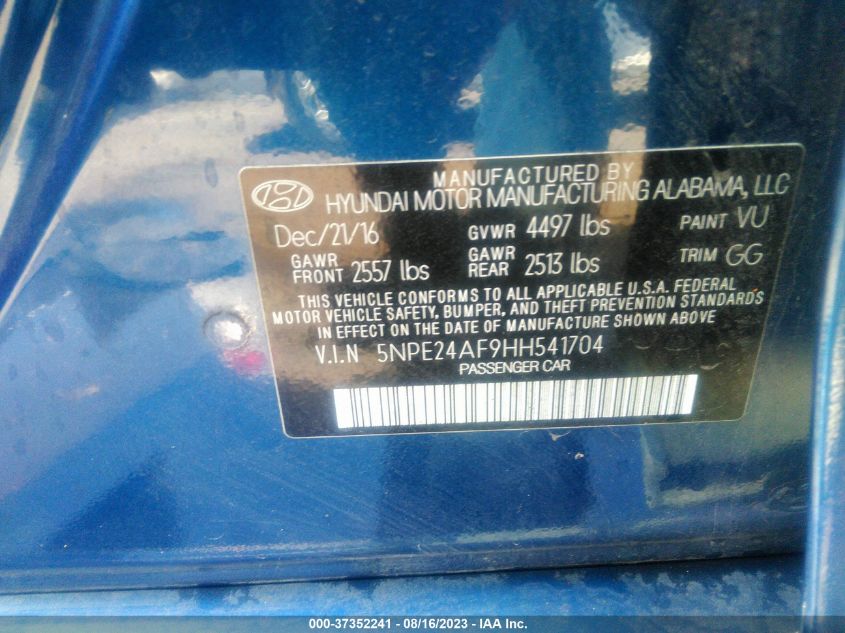 MANUFACTURED BY
HYUNDAI MOTOR MANUFACTURING ALABAMA, LLC
Dec/21/16 GVWR 4497 lbs PAINT VU
GAWR FRONT 2557 lbs GAWR REAR 2513 lbs TRIM GG
THIS VEHICLE CONFORMS TO ALL APPLICABLE U.S.A. FEDERAL
MOTOR VEHICLE SAFETY, BUMPER, AND THEFT PREVENTION STANDARDS
IN EFFECT ON THE DATE OF MANUFACTURE SHOWN ABOVE
V.I.N 5NPE24AF9HH541704
PASSENGER CAR
000-37352241 - 08/16/2023 - IAA Inc.